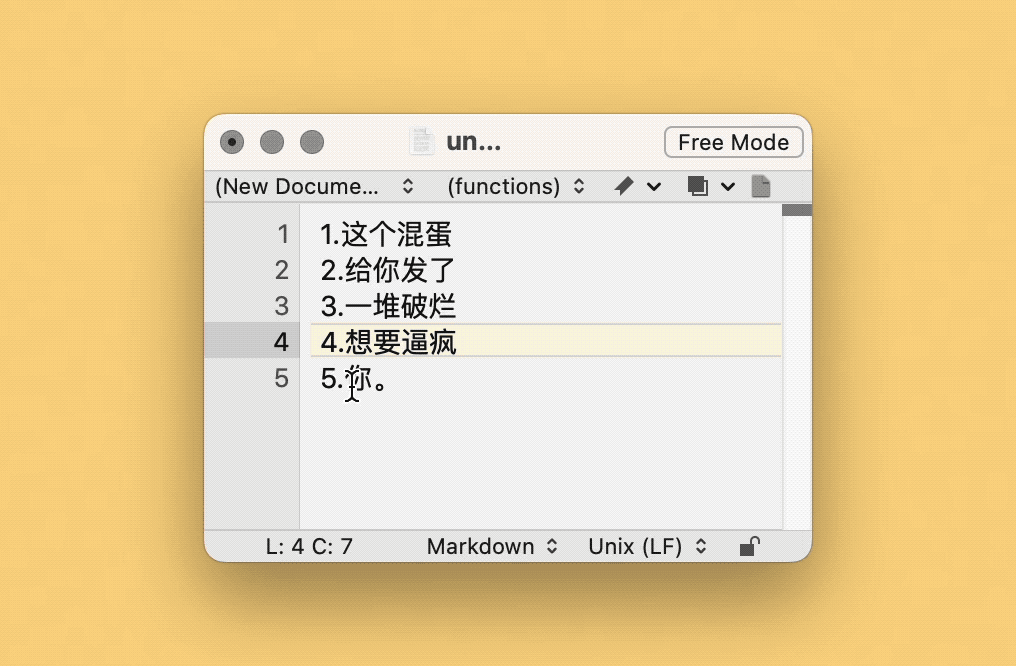 un...
Free Mode
(New Docume...
(functions)
1 1.这个混蛋
2 2.给你发了
3 3.一堆破烂
4 4.想要逼疯
5 5.你。
L: 4 C: 7
Markdown
Unix (LF)